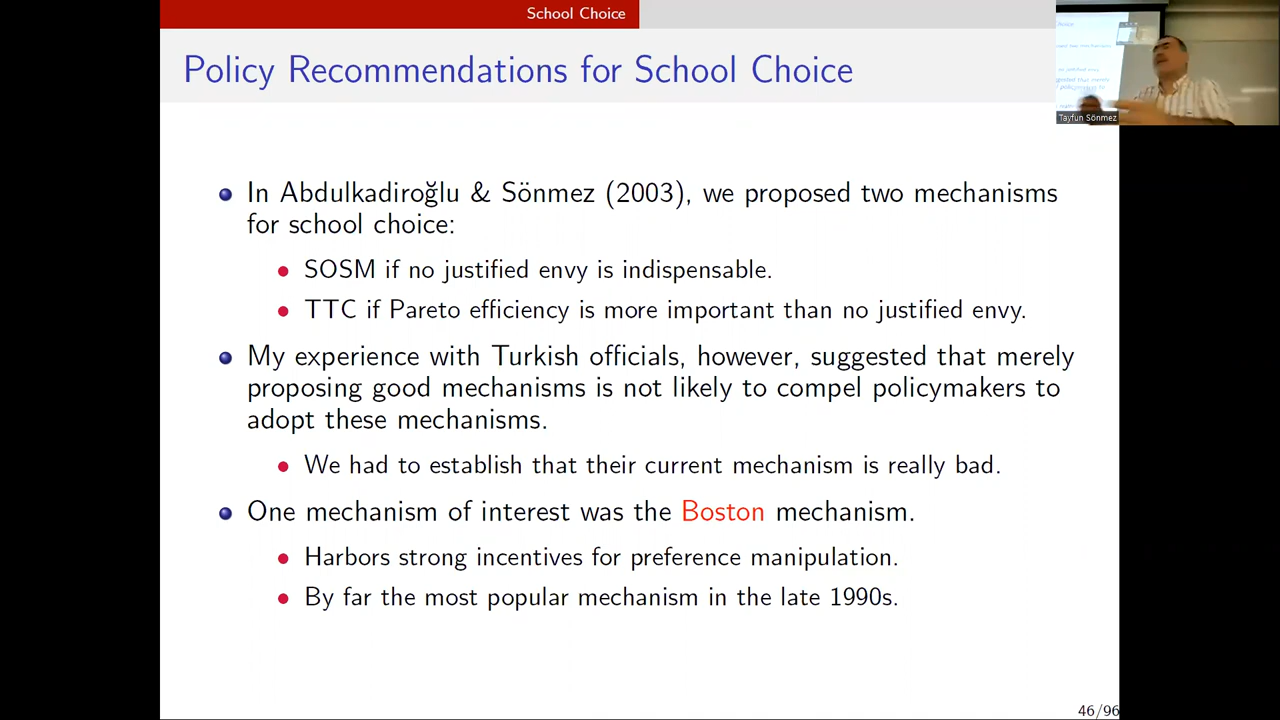 School Choice
Policy Recommendations for School Choice
Tayfun Sönmez
In Abdulkadiroğlu & Sönmez (2003), we proposed two mechanisms
for school choice:
SOSM if no justified envy is indispensable.
TTC if Pareto efficiency is more important than no justified envy.
My experience with Turkish officials, however, suggested that merely
proposing good mechanisms is not likely to compel policymakers to
adopt these mechanisms.
We had to establish that their current mechanism is really bad.
One mechanism of interest was the Boston mechanism.
Harbors strong incentives for preference manipulation.
By far the most popular mechanism in the late 1990s.
46/96